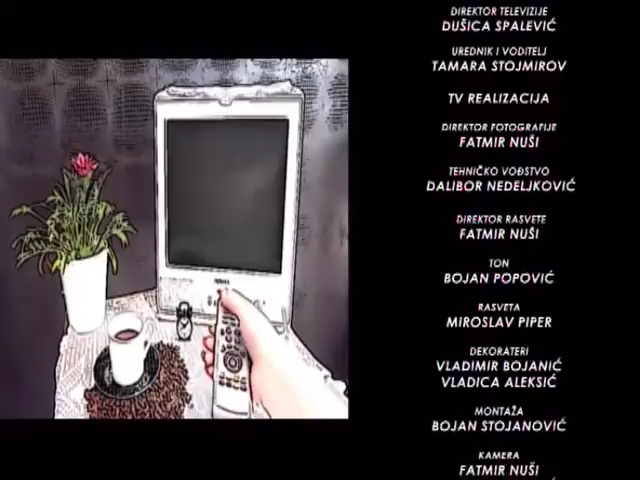 DIREKTOR TELEVIZIJE
DUŠICA SPALEVIĆ
UREDNIK I VODITELJ
TAMARA STOJMIROV
TV REALIZACIJA
DIREKTOR FOTOGRAFIJE
FATMIR NUŠI
TEHNIČKO VOĐSTVO
DALIBOR NEDELJKOVIĆ
DIREKTOR RASVETE
FATMIR NUŠI
TON
BOJAN POPOVIĆ
RASVETA
MIROSLAV PIPER
DEKORATERI
VLADIMIR BOJANIĆ
VLADICA ALEKSIĆ
MONTAŽA
BOJAN STOJANOVIĆ
KAMERA
FATMIR NUŠI